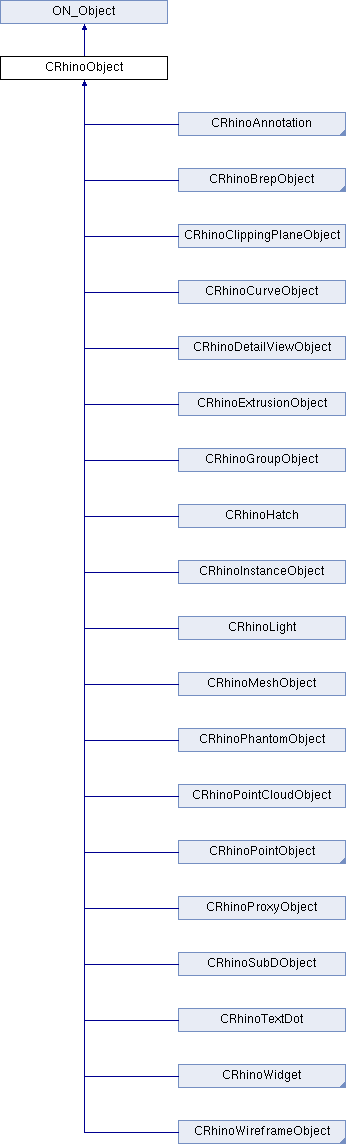 ON_Object
CRhinoObject
CRhinoAnnotation
CRhinoBrepObject
CRhinoClippingPlaneObject
CRhinoCurveObject
CRhinoDetailViewObject
CRhinoExtrusionObject
CRhinoGroupObject
CRhinoHatch
CRhinoInstanceObject
CRhinoLight
CRhinoMeshObject
CRhinoPhantomObject
CRhinoPointCloudObject
CRhinoPointObject
CRhinoProxyObject
CRhinoSubDObject
CRhinoTextDot
CRhinoWidget
CRhinoWireframeObject